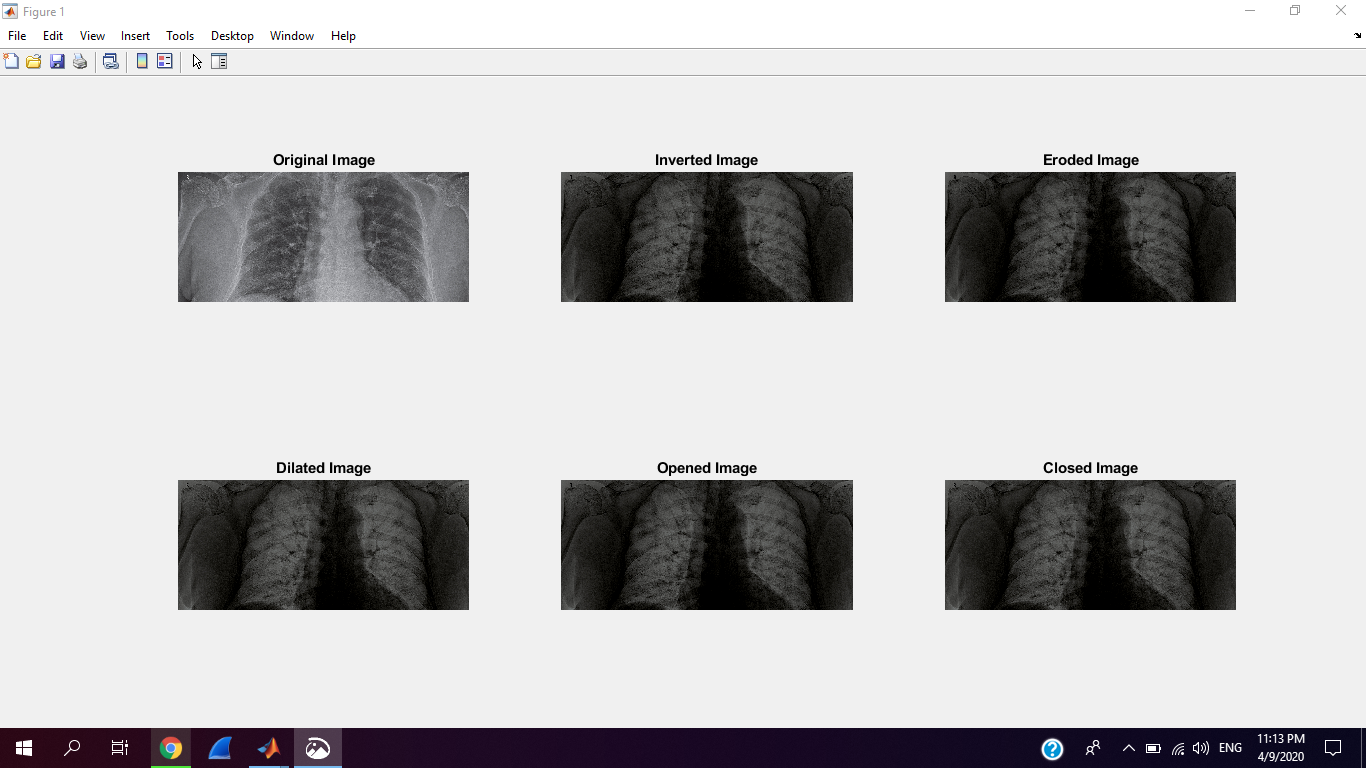 Figure 1
File Edit View Insert Tools Desktop Window Help
Original Image
Inverted Image
Eroded Image
Dilated Image
Opened Image
Closed Image
ENG
11:13 PM
4/9/2020